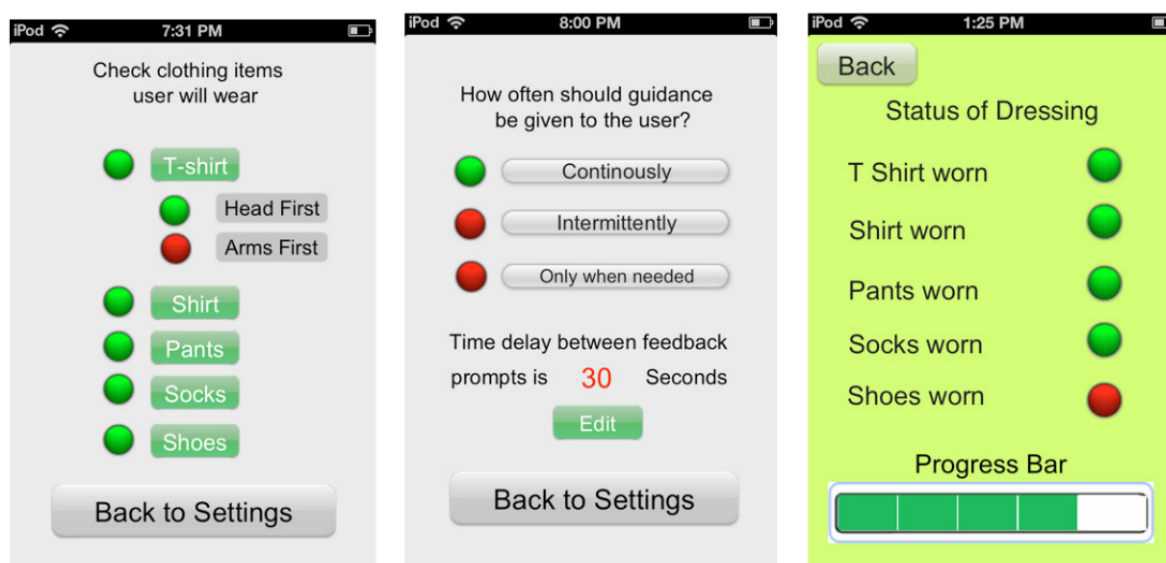 iPod 7:31 PM
Check clothing items
user will wear
T-shirt
Head First
Arms First
Shirt
Pants
Socks
Shoes
Back to Settings
iPod 8:00 PM
How often should guidance
be given to the user?
Continously
Intermittently
Only when needed
Time delay between feedback
prompts is 30 Seconds
Edit
Back to Settings
iPod 1:25 PM
Back
Status of Dressing
T Shirt worn
Shirt worn
Pants worn
Socks worn
Shoes worn
Progress Bar